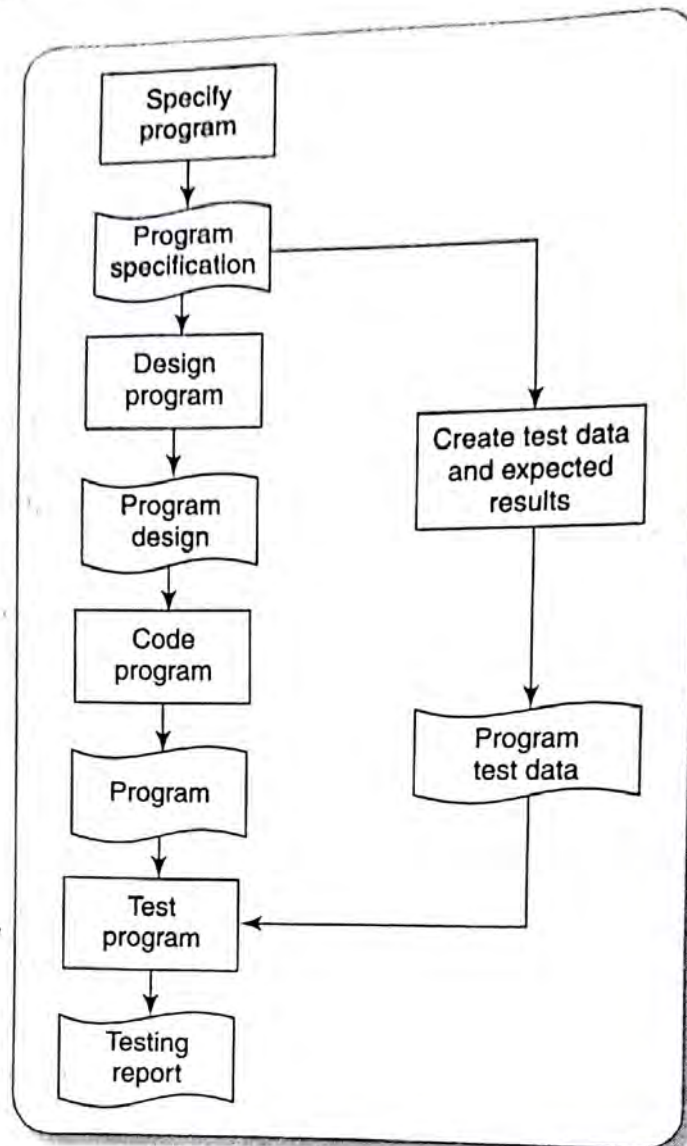 Specify
program
Program
specification
Design
program
Create test data
and expected
results
Program
design
Code
program
Program
test data
Program
Test
program
Testing
report